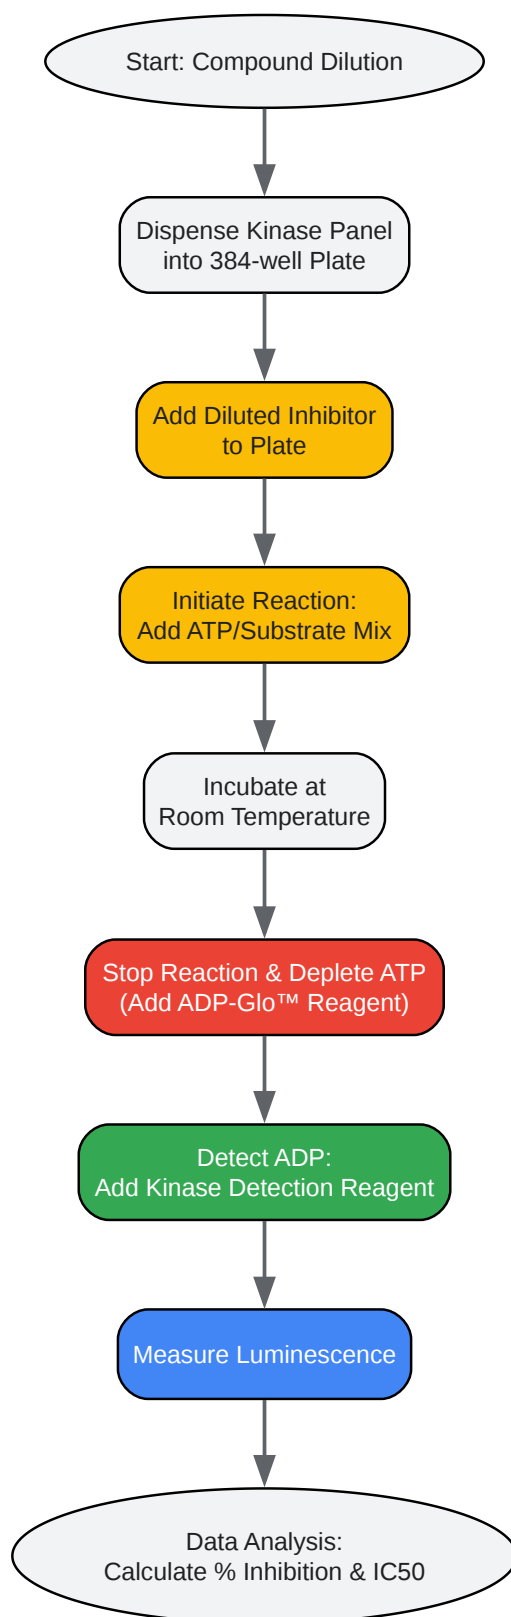 Start: Compound Dilution
Dispense Kinase Panel
into 384-well Plate
Add Diluted Inhibitor
to Plate
Initiate Reaction:
Add ATP/Substrate Mix
Incubate at
Room Temperature
Stop Reaction & Deplete ATP
(Add ADP-Glo™ Reagent)
Detect ADP:
Add Kinase Detection Reagent
Measure Luminescence
Data Analysis:
Calculate % Inhibition & IC50